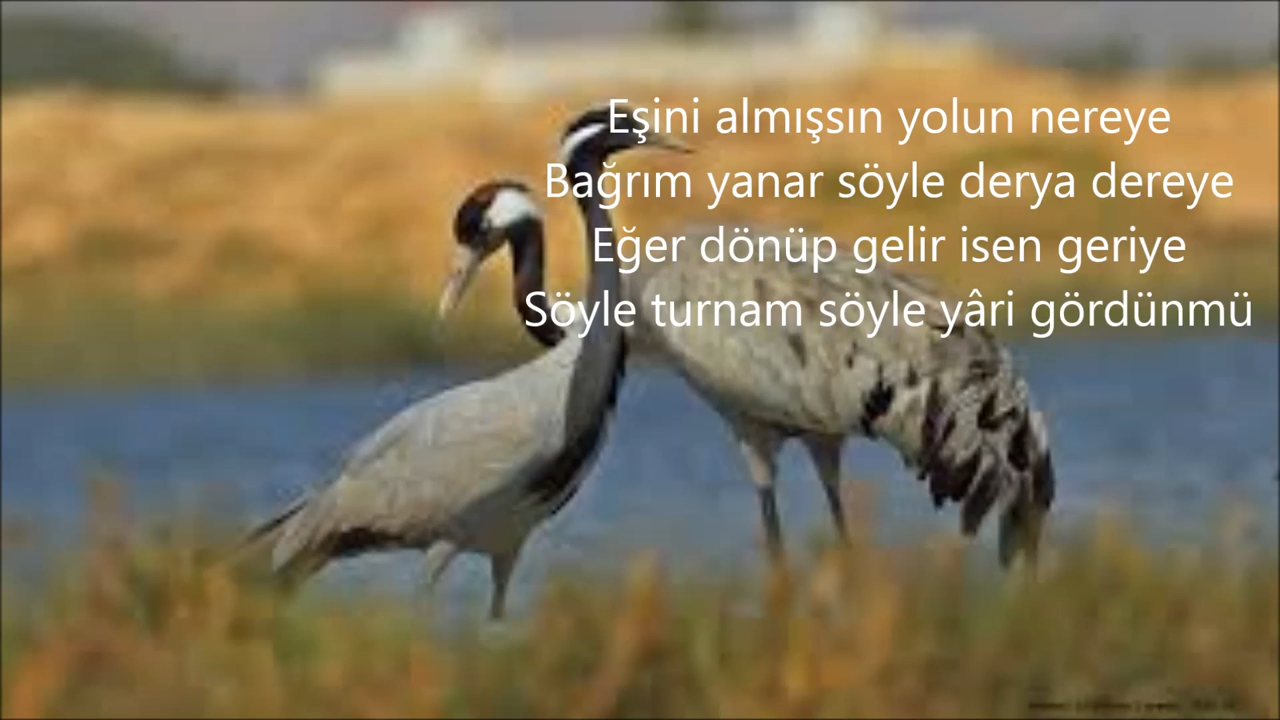 Eşini almışsın yolun nereye
Bağrım yanar söyle derya dereye
Eğer dönüp gelir isen geriye
Söyle turnam söyle yâri gördünmü